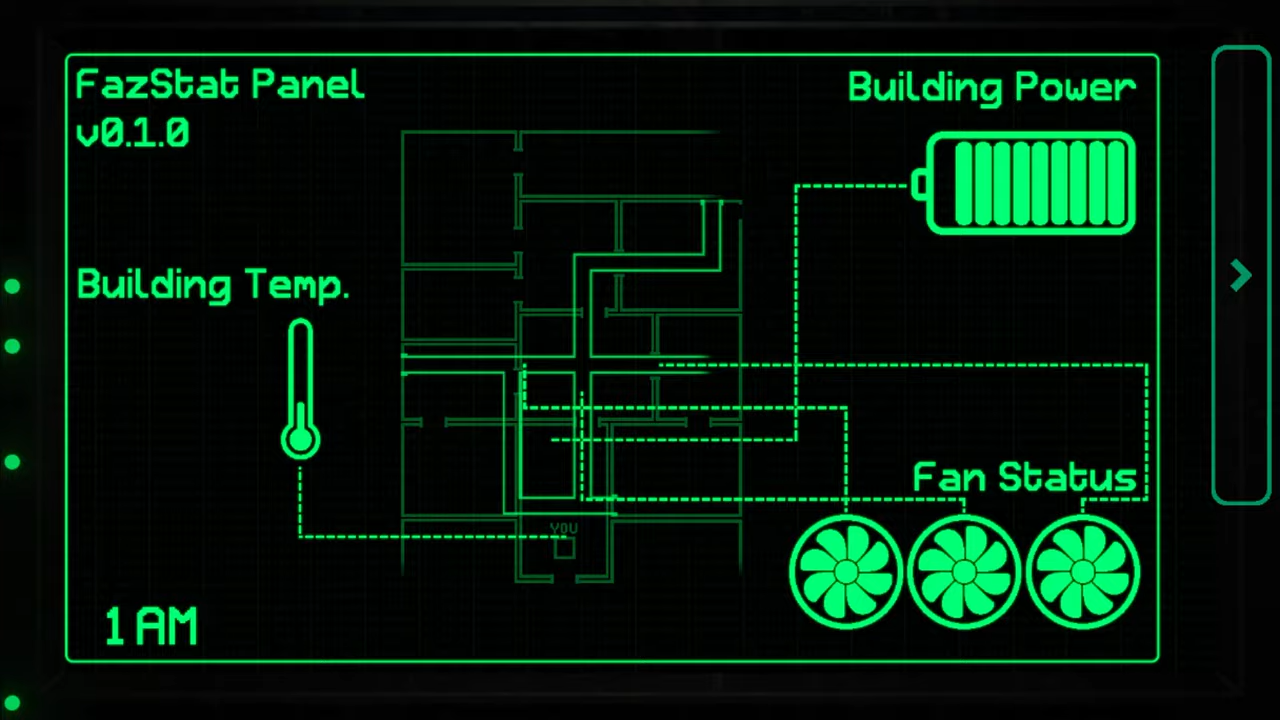 FazStat Panel
v0.1.0
Building Power
Building Temp.
Fan Status
YOU
1 AM